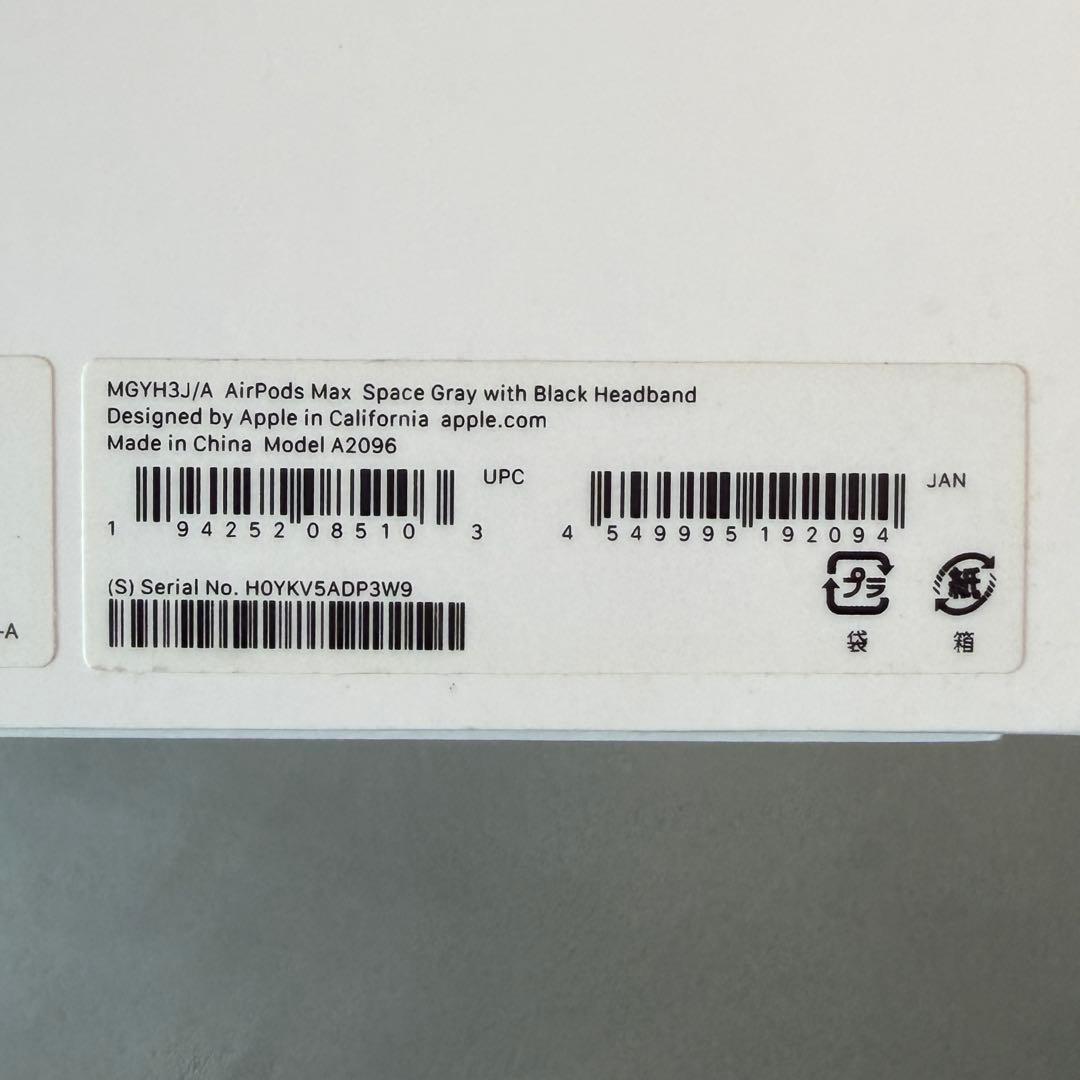 MGYH3J/A AirPods Max Space Gray with Black Headband
Designed by Apple in California apple.com
Made in China Model A2096
UPC
1 94252 08510 3
JAN
4 549995 192094
(S) Serial No. H0YKV5ADP3W9
プラ
袋
紙
箱
-A